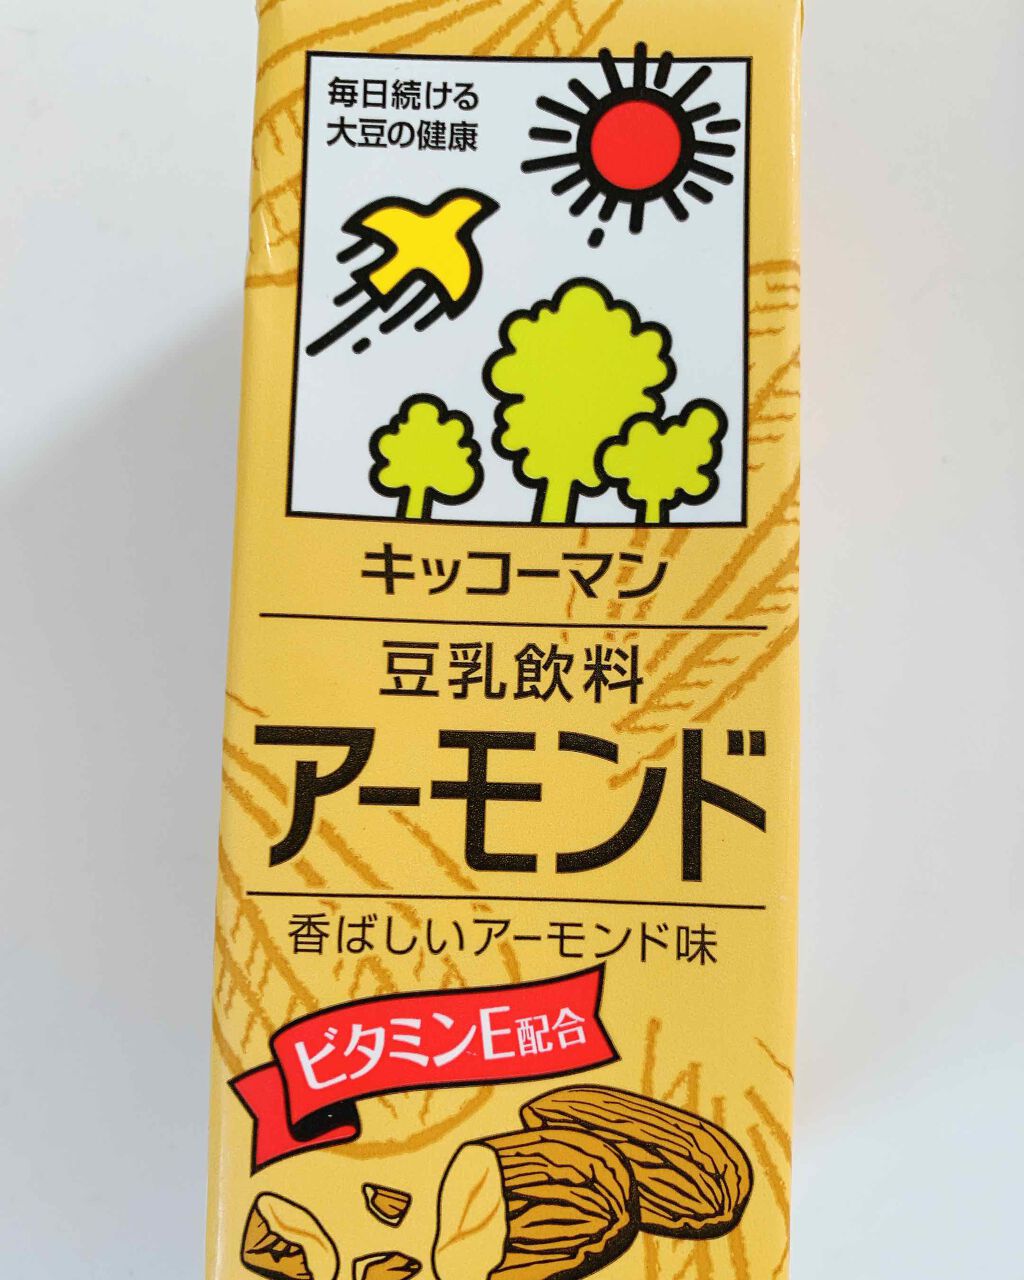 毎日続ける
大豆の健康
キッコーマン
豆乳飲料
アーモンド
香ばしいアーモンド味
ビタミンE配合